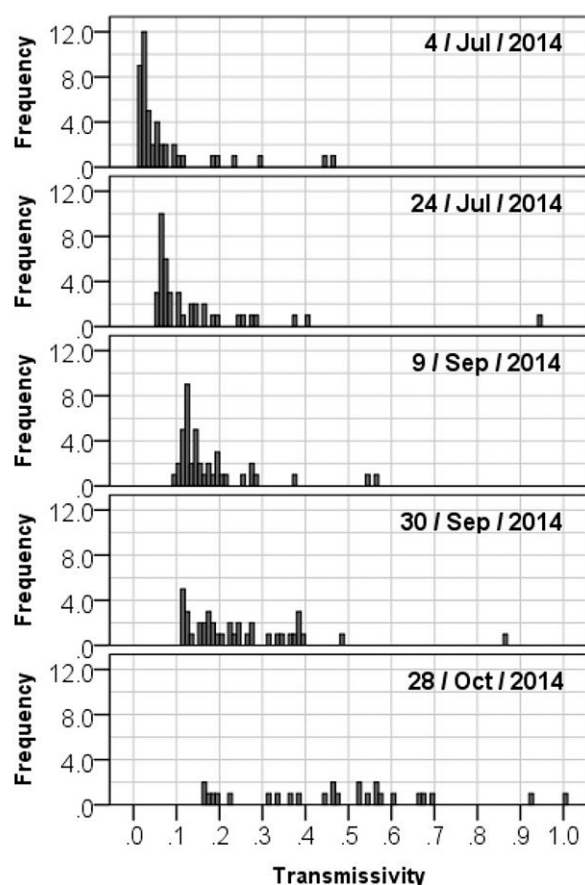 12.0
4 / Jul / 2014
8.0
4.0
.0
Frequency
12.0
24 / Jul / 2014
8.0
4.0
.0
Frequency
12.0
9 / Sep / 2014
8.0
4.0
.0
Frequency
12.0
30 / Sep / 2014
8.0
4.0
.0
Frequency
12.0
28 / Oct / 2014
8.0
4.0
.0
Frequency
.0 .1 .2 .3 .4 .5 .6 .7 .8 .9 1.0
Transmissivity